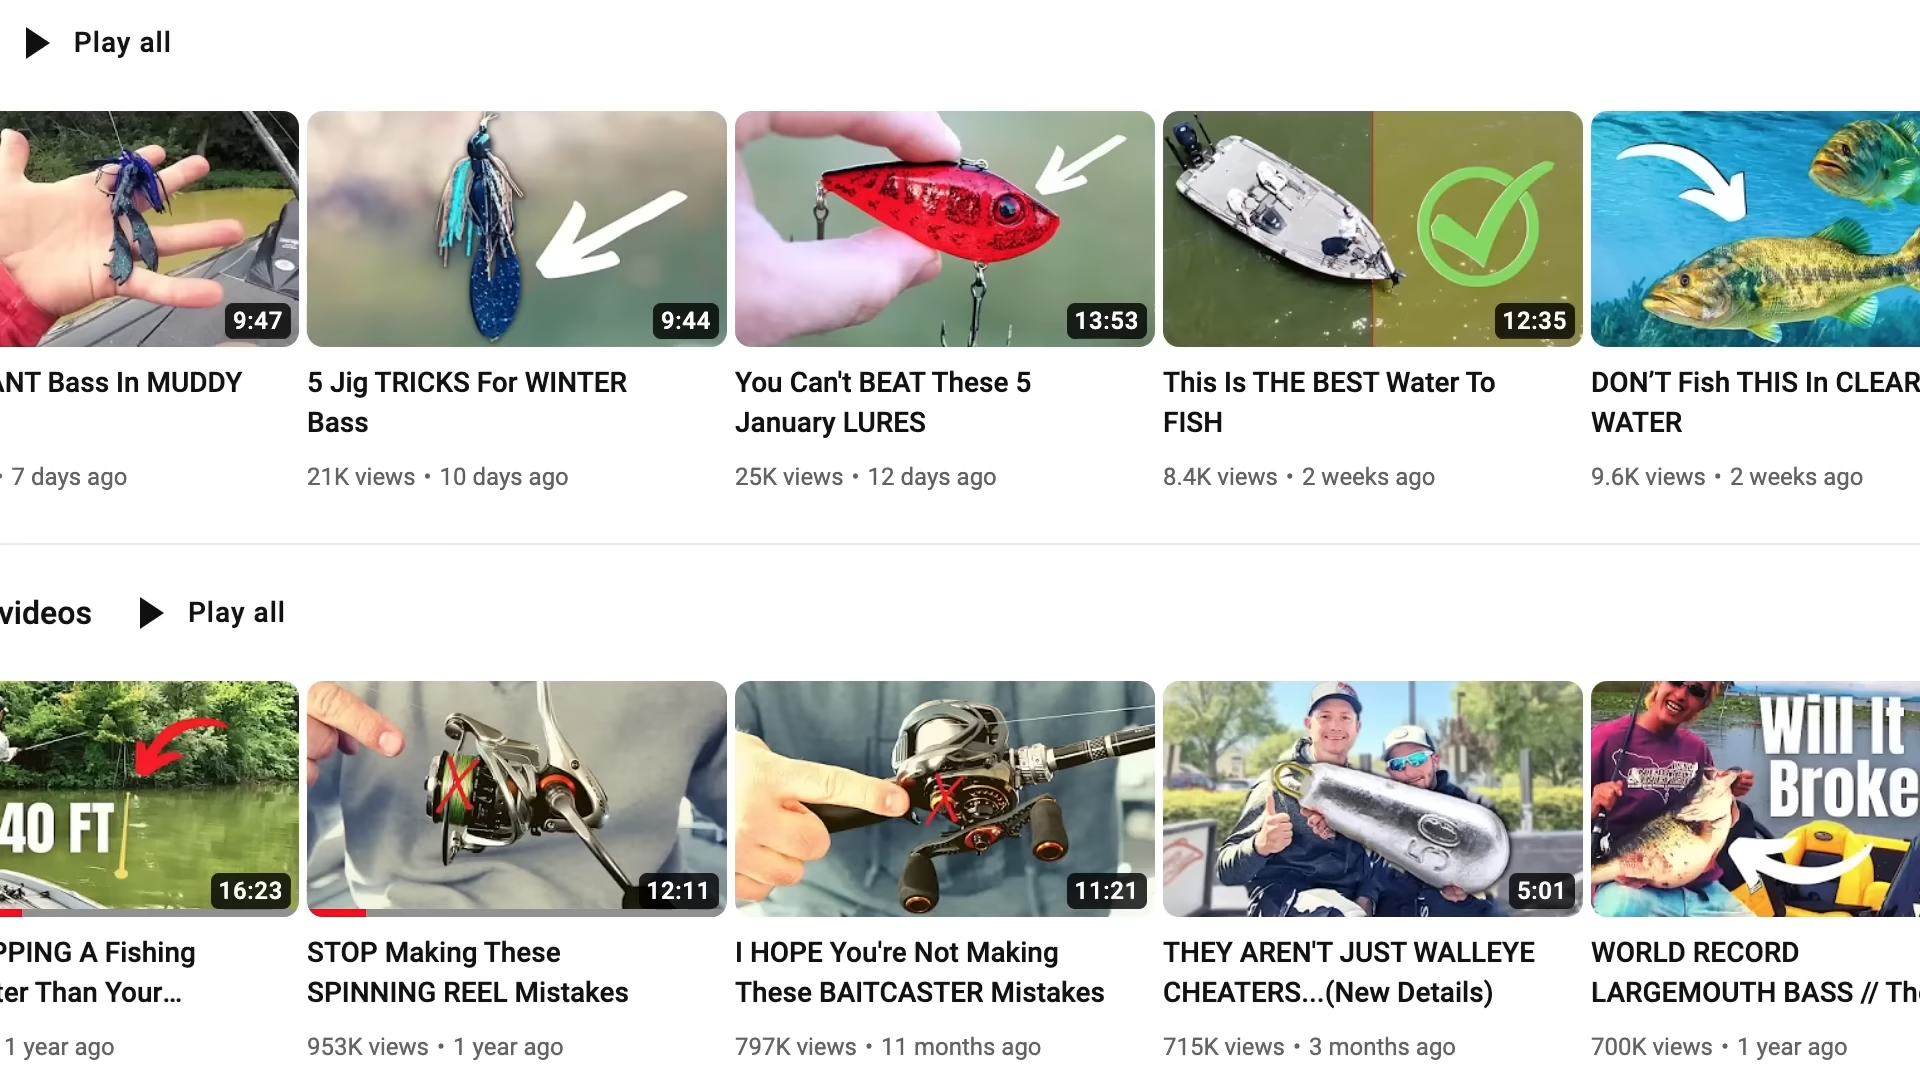 Play all
9:47
9:44
13:53
12:35
ANT Bass In MUDDY
5 Jig TRICKS For WINTER
Bass
You Can't BEAT These 5
January LURES
This Is THE BEST Water To
FISH
DON’T Fish THIS In CLEAR
WATER
• 7 days ago
21K views • 10 days ago
25K views • 12 days ago
8.4K views • 2 weeks ago
9.6K views • 2 weeks ago
videos
Play all
40 FT
16:23
12:11
11:21
50
5:01
Will It
Broke
PPING A Fishing
ter Than Your...
STOP Making These
SPINNING REEL Mistakes
I HOPE You're Not Making
These BAITCASTER Mistakes
THEY AREN'T JUST WALLEYE
CHEATERS...(New Details)
WORLD RECORD
LARGEMOUTH BASS // The
1 year ago
953K views • 1 year ago
797K views • 11 months ago
715K views • 3 months ago
700K views • 1 year ago